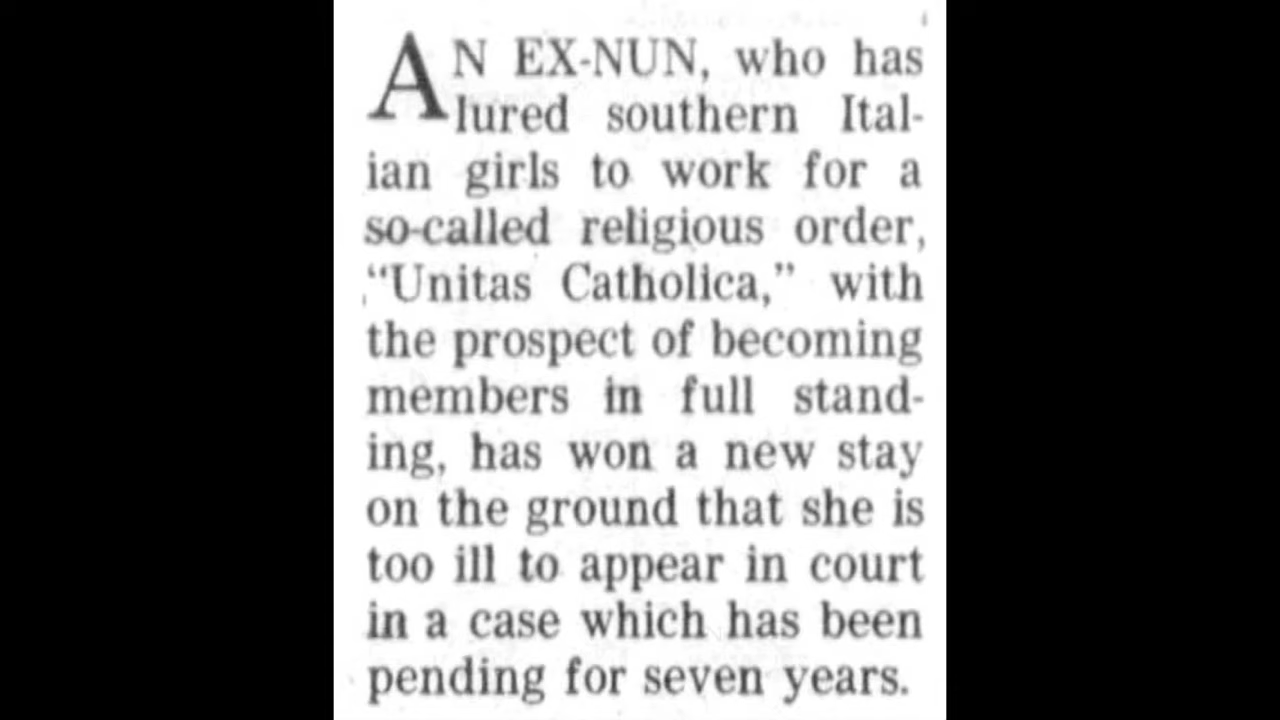 AN EX-NUN, who has
lured southern Ital-
ian girls to work for a
so-called religious order,
“Unitas Catholica,” with
the prospect of becoming
members in full stand-
ing, has won a new stay
on the ground that she is
too ill to appear in court
in a case which has been
pending for seven years.